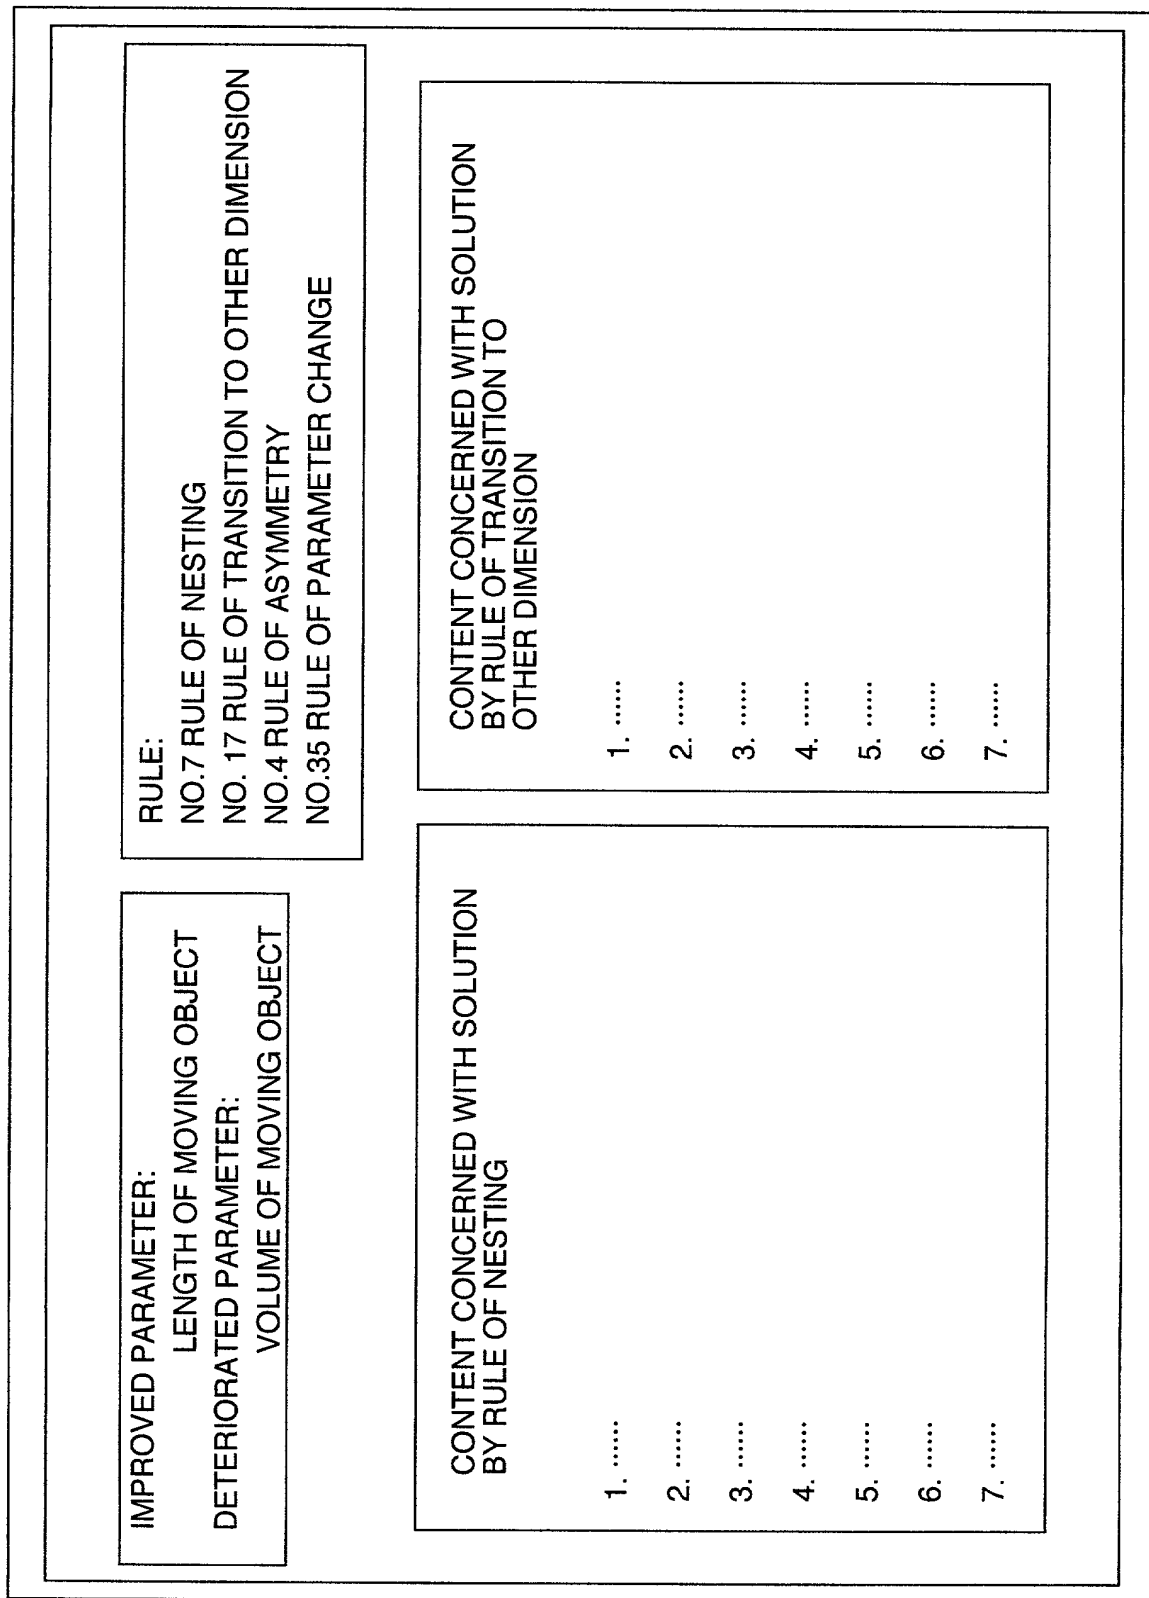 IMPROVED PARAMETER:
LENGTH OF MOVING OBJECT
DETERIORATED PARAMETER:
VOLUME OF MOVING OBJECT
RULE:
NO.7 RULE OF NESTING
NO. 17 RULE OF TRANSITION TO OTHER DIMENSION
NO.4 RULE OF ASYMMETRY
NO.35 RULE OF PARAMETER CHANGE
CONTENT CONCERNED WITH SOLUTION
BY RULE OF NESTING
1. ......
2. ......
3. ......
4. ......
5. ......
6. ......
7. ......
CONTENT CONCERNED WITH SOLUTION
BY RULE OF TRANSITION TO
OTHER DIMENSION
1. ......
2. ......
3. ......
4. ......
5. ......
6. ......
7. ......